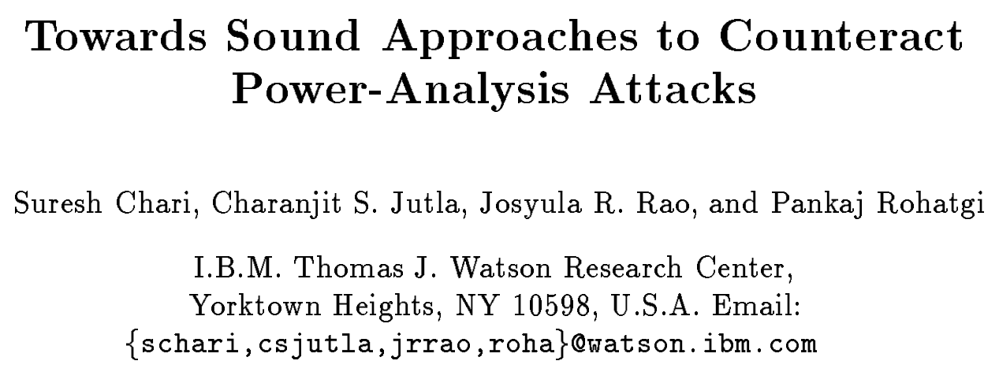 Towards Sound Approaches to Counteract
Power-Analysis Attacks
Suresh Chari, Charanjit S. Jutla, Josyula R. Rao, and Pankaj Rohatgi
I.B.M. Thomas J. Watson Research Center,
Yorktown Heights, NY 10598, U.S.A. Email:
{schari,csjutla,jrrao,roha}@watson.ibm.com